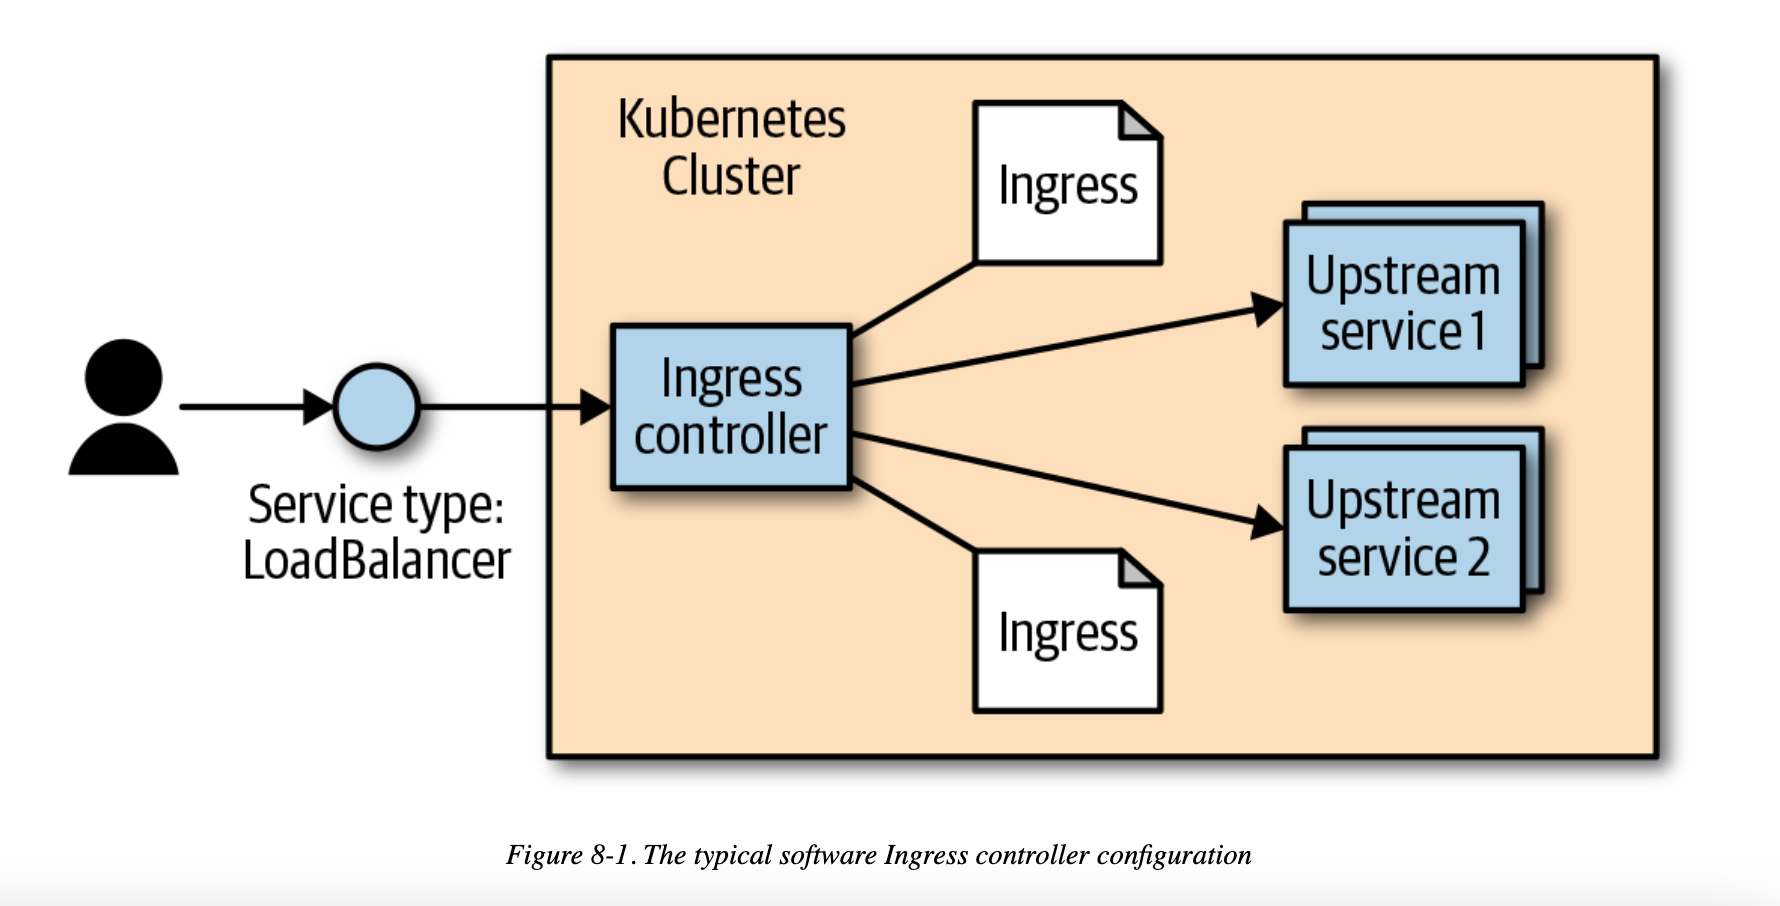 Kubernetes
Cluster
Ingress
Upstream
service 1
Ingress
controller
Service type:
LoadBalancer
Upstream
service 2
Ingress
Figure 8-1. The typical software Ingress controller configuration